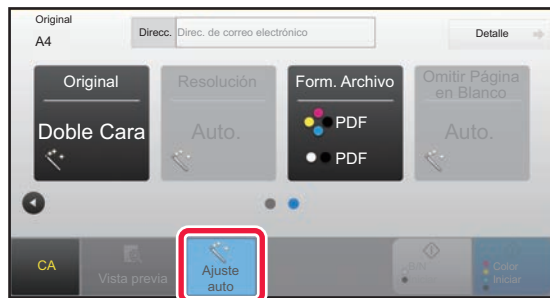 Original
A4
Direcc.
Direc. de correo electrónico
Detalle
Original
Doble Cara
Resolución
Auto.
Form. Archivo
PDF
PDF
Omitir Página
en Blanco
Auto.
CA
Vista previa
Ajuste
auto
B/N
Iniciar
Color
Iniciar